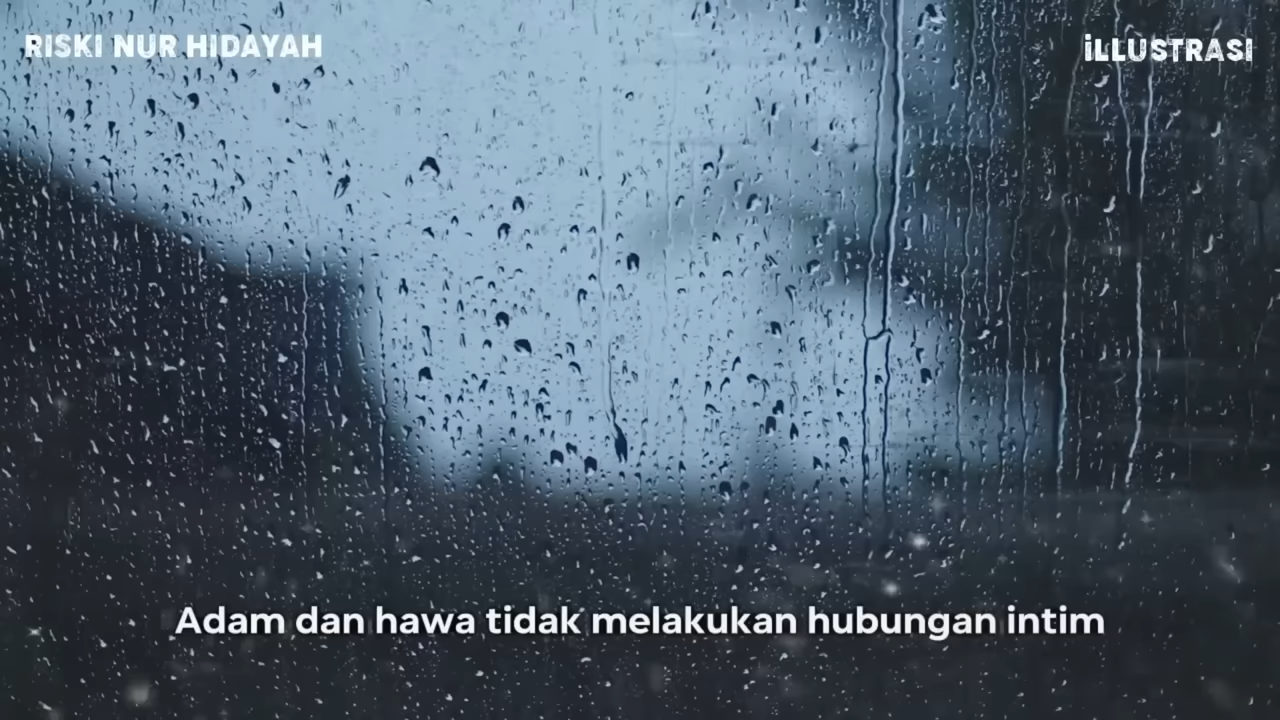 RISKI NUR HIDAYAH
iLLUSTRASI
Adam dan hawa tidak melakukan hubungan intim